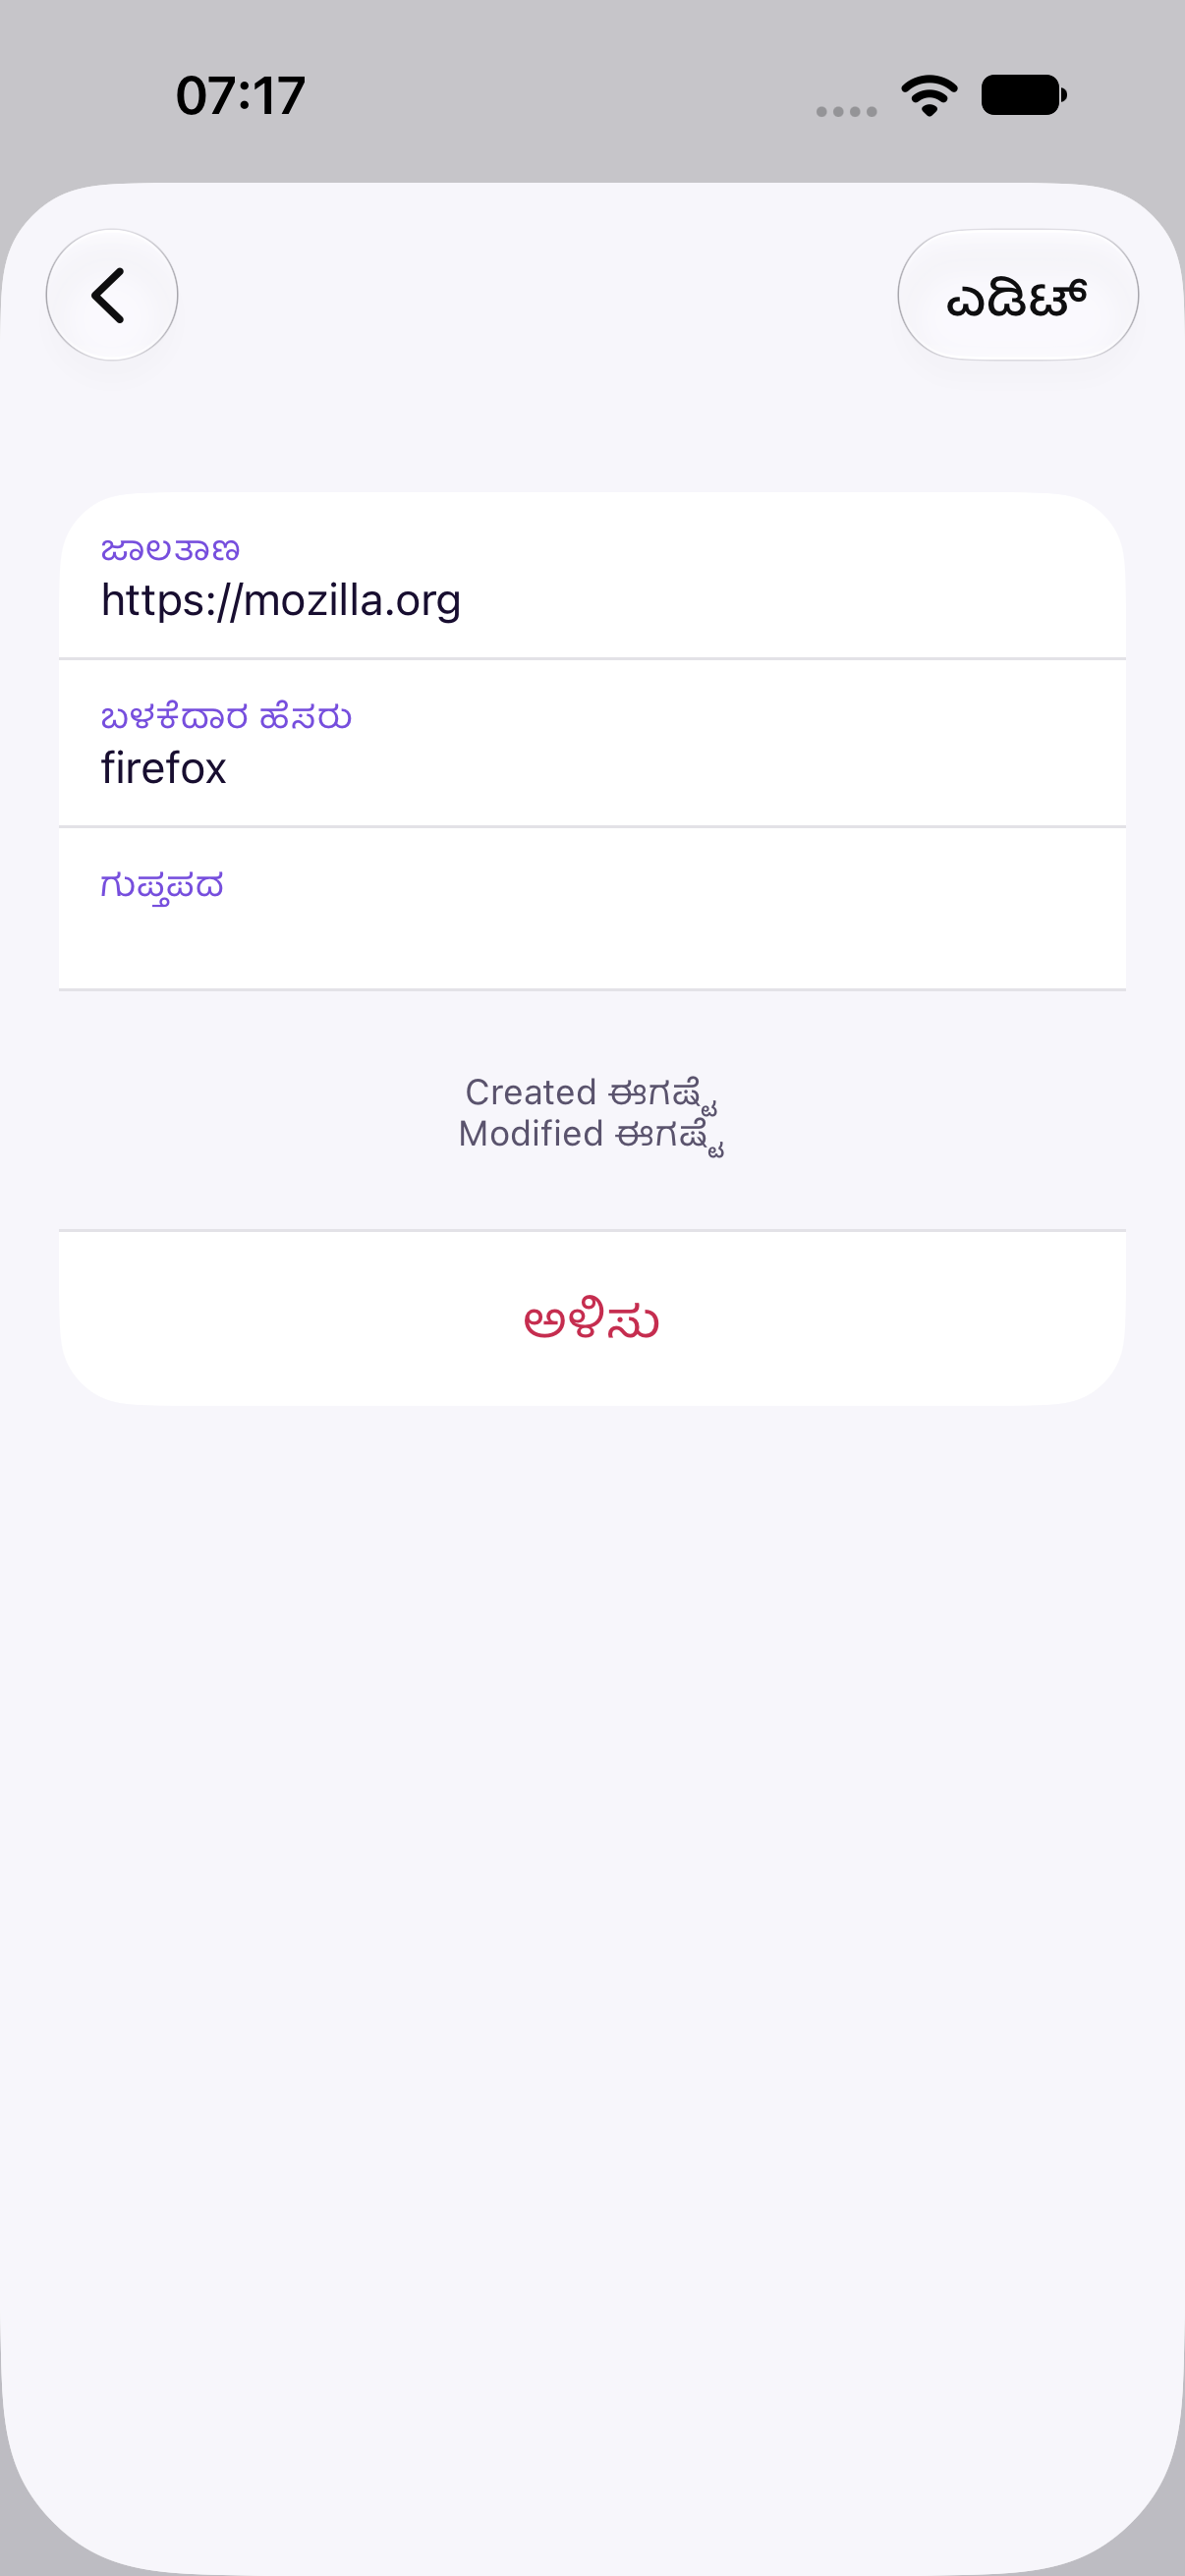 07:17
ಎಡಿಟ್
ಜಾಲತಾಣ
https://mozilla.org
ಬಳಕೆದಾರ ಹೆಸರು
firefox
ಗುಪ್ತಪದ
Created ಈಗಷ್ಟೆ
Modified ಈಗಷ್ಟೆ
ಅಳಿಸು